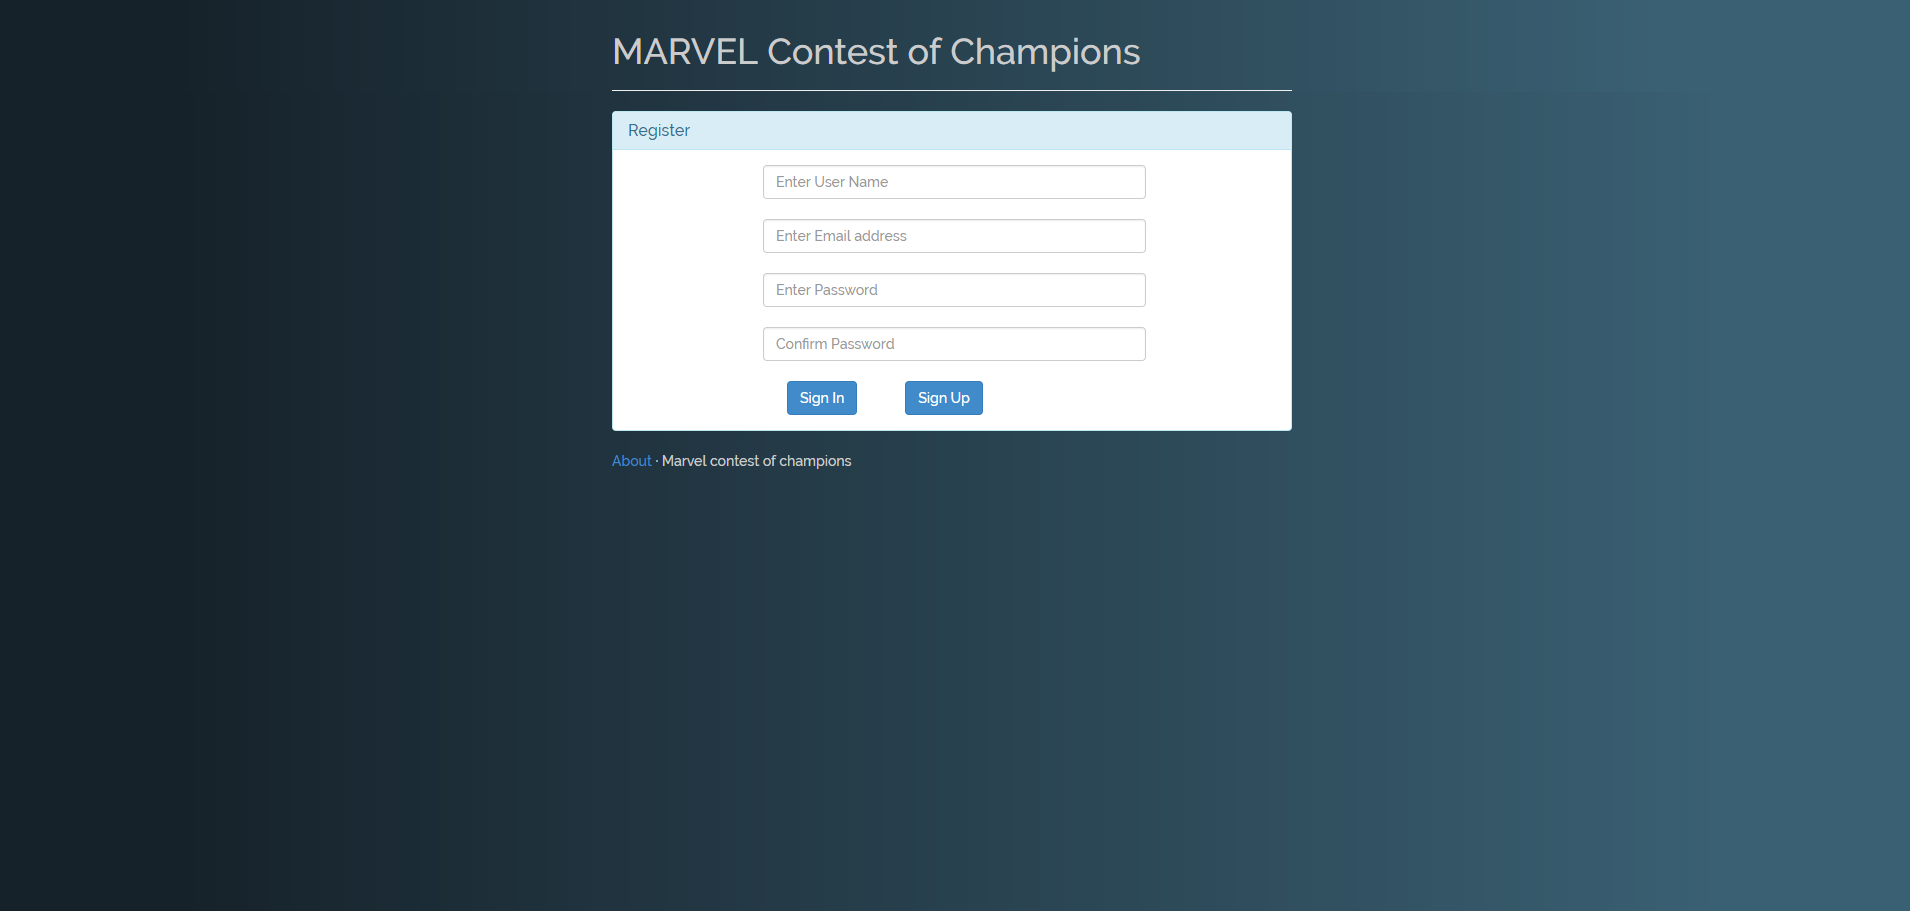 MARVEL Contest of Champions
Register
Enter User Name
Enter Email address
Enter Password
Confirm Password
Sign In Sign Up
About · Marvel contest of champions